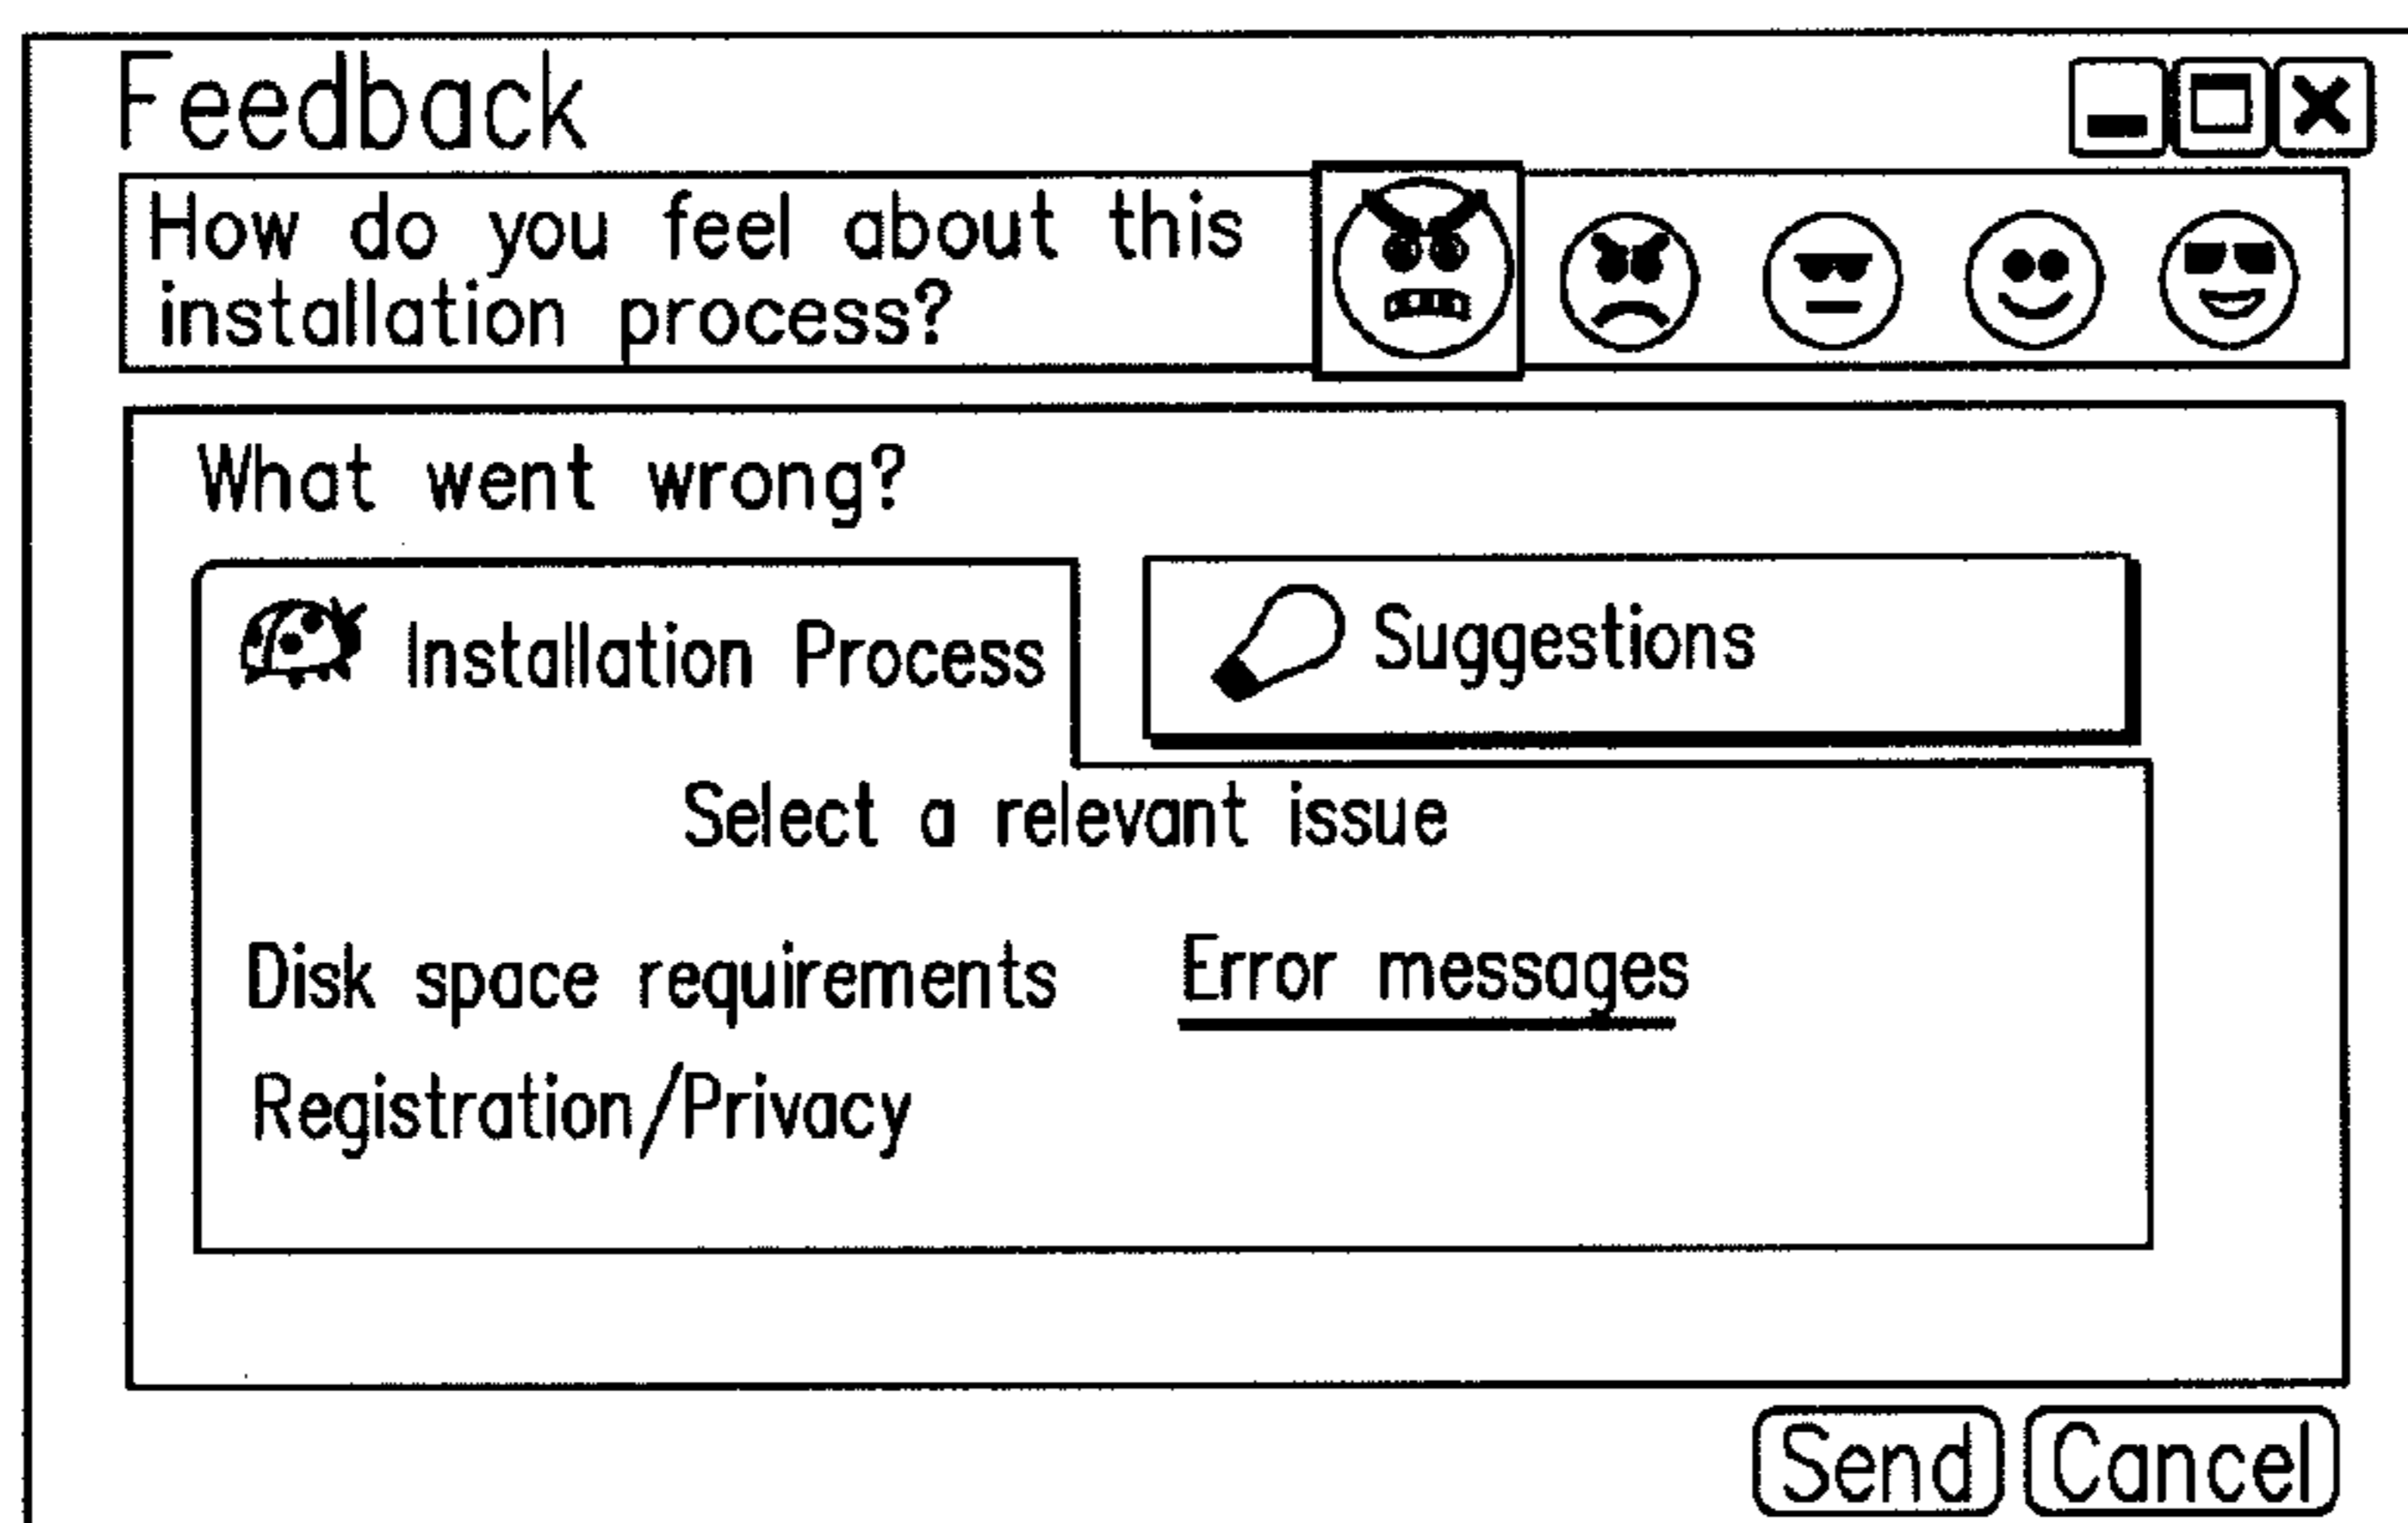 Feedback
How do you feel about this
installation process?
What went wrong?
Installation Process
Suggestions
Select a relevant issue
Disk space requirements Error messages
Registration/Privacy
Send Cancel